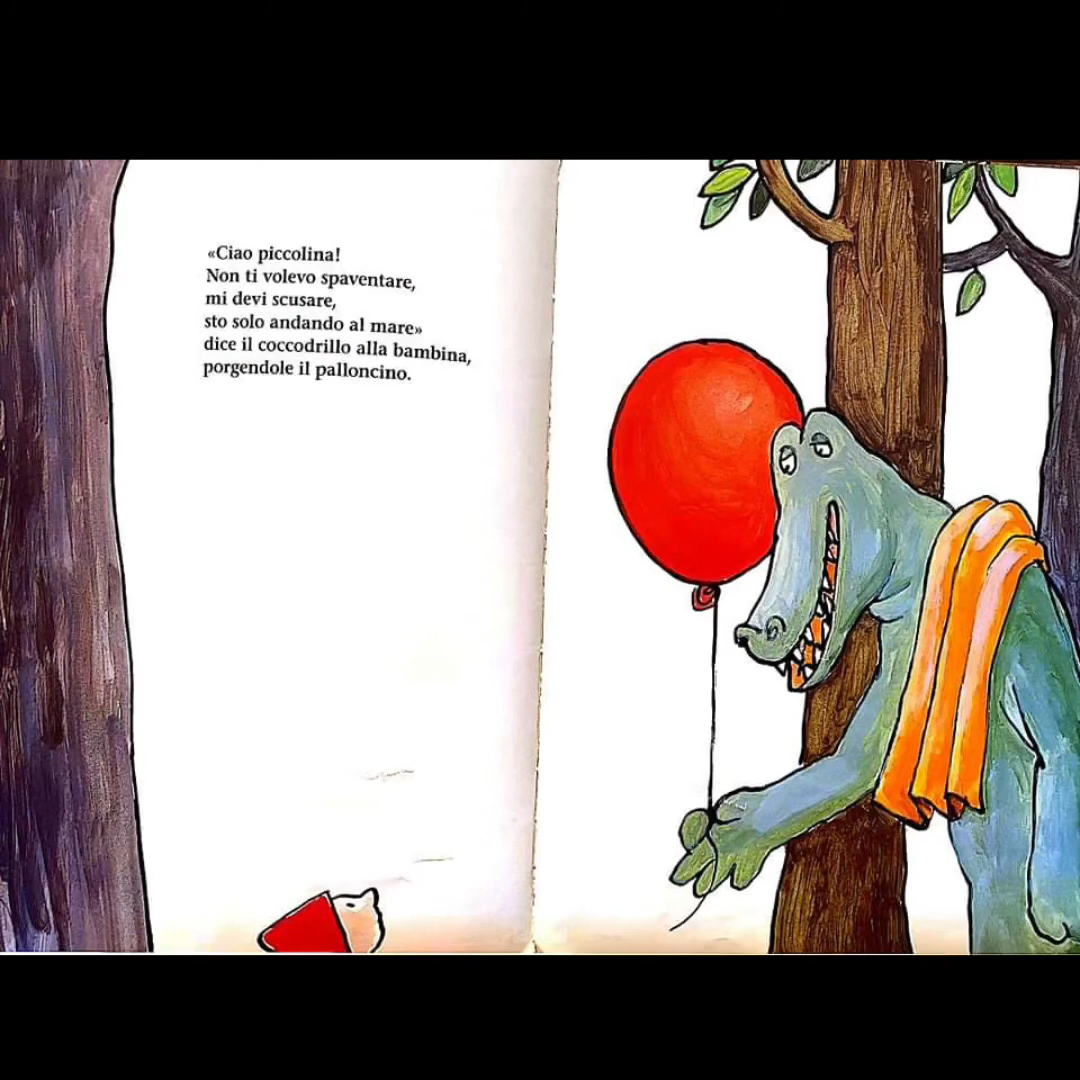 «Ciao piccolina!
Non ti volevo spaventare,
mi devi scusare,
sto solo andando al mare»
dice il coccodrillo alla bambina,
porgendole il palloncino.